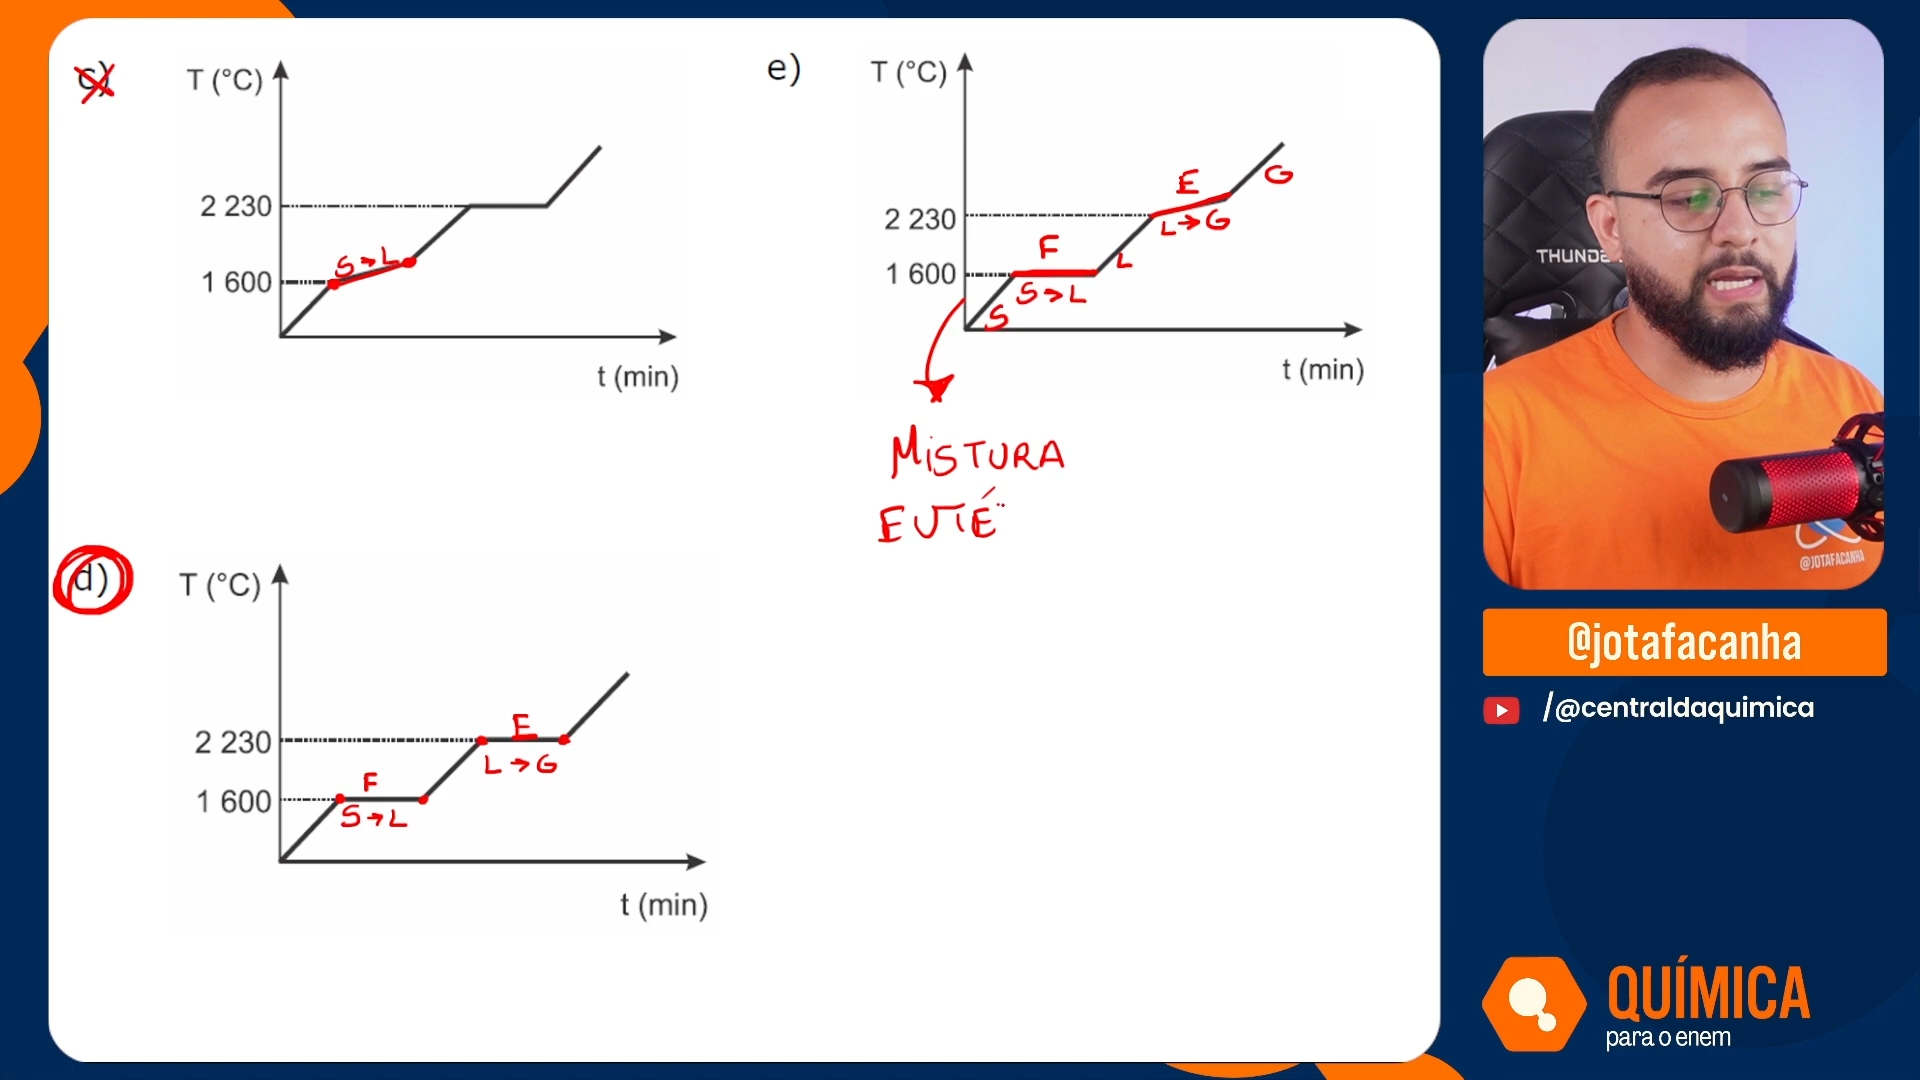 c)
T (°C)
2 230
1 600
S→L
t (min)
e)
T (°C)
2 230
1 600
E
L→G
G
F
S→L
L
S
t (min)
MISTURA
EUTÉ
d)
T (°C)
2 230
1 600
E
L→G
F
S→L
t (min)
THUNDE
@JOTAFACANHA
@jotafacanha
/@centraldaquimica
QUÍMICA
para o enem